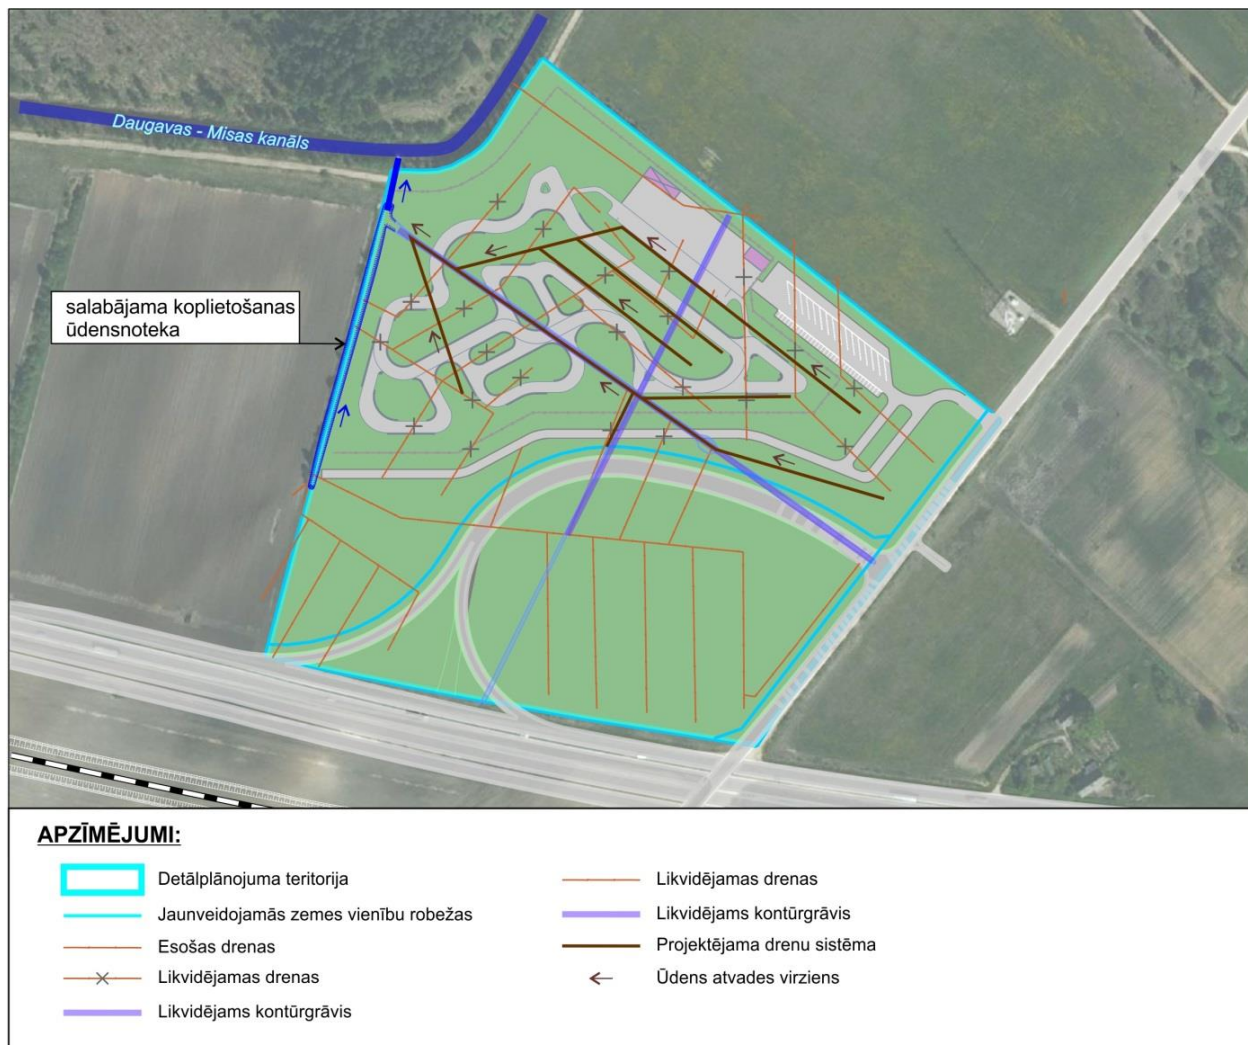 Daugavas - Misas kanāls
salabājama koplietošanas
ūdensnoteka
APZĪMĒJUMI:
Detālplānojuma teritorija
Jaunveidojamās zemes vienību robežas
Esošas drenas
Likvidējamas drenas
Likvidējams kontūrgrāvis
Likvidējamas drenas
Likvidējams kontūrgrāvis
Projektējama drenu sistēma
Ūdens atvades virziens